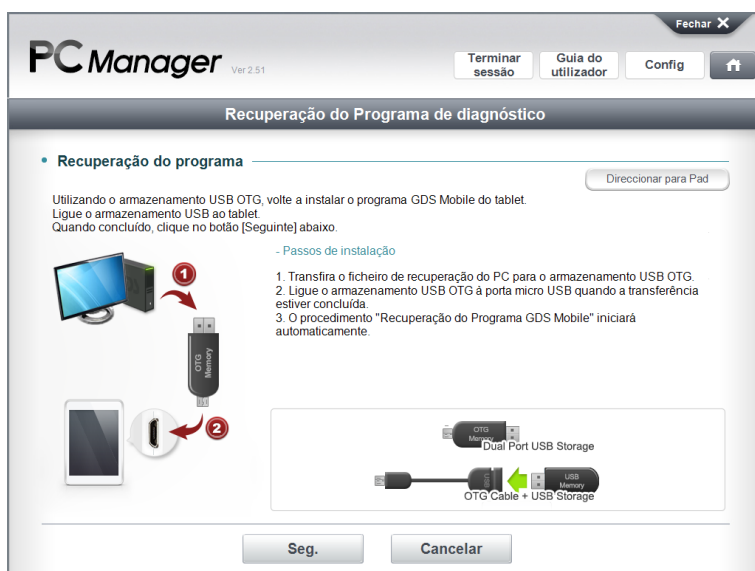 Fechar X
PC Manager Ver 2.51
Terminar sessão
Guia do utilizador
Config
Recuperação do Programa de diagnóstico
• Recuperação do programa
Direccionar para Pad
Utilizando o armazenamento USB OTG, volte a instalar o programa GDS Mobile do tablet.
Ligue o armazenamento USB ao tablet.
Quando concluído, clique no botão [Seguinte] abaixo.
- Passos de instalação
1. Transfira o ficheiro de recuperação do PC para o armazenamento USB OTG.
2. Ligue o armazenamento USB OTG à porta micro USB quando a transferência
estiver concluída.
3. O procedimento "Recuperação do Programa GDS Mobile" iniciará
automaticamente.
1
OTG
Memory
2
OTG
Memory
Dual Port USB Storage
USB
USB
Memory
OTG Cable + USB Storage
Seg.
Cancelar